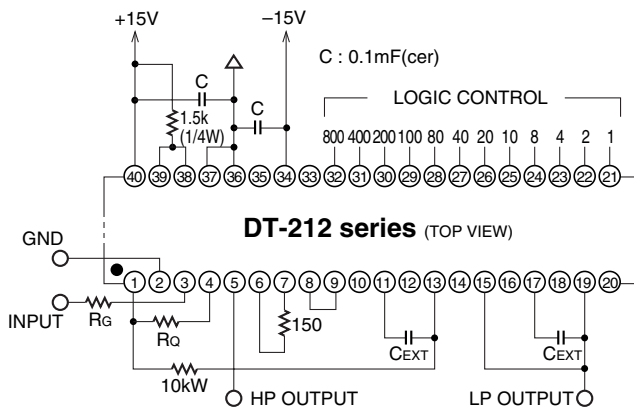 +15V
−15V
C : 0.1mF(cer)
C
C
1.5k
(1/4W)
LOGIC CONTROL
800 400 200 100 80 40 20 10 8 4 2 1
40 39 38 37 36 35 34 33 32 31 30 29 28 27 26 25 24 23 22 21
DT-212 series (TOP VIEW)
GND
1 2 3 4 5 6 7 8 9 10 11 12 13 14 15 16 17 18 19 20
INPUT
RG
RQ
150
CEXT
CEXT
10kW
HP OUTPUT
LP OUTPUT